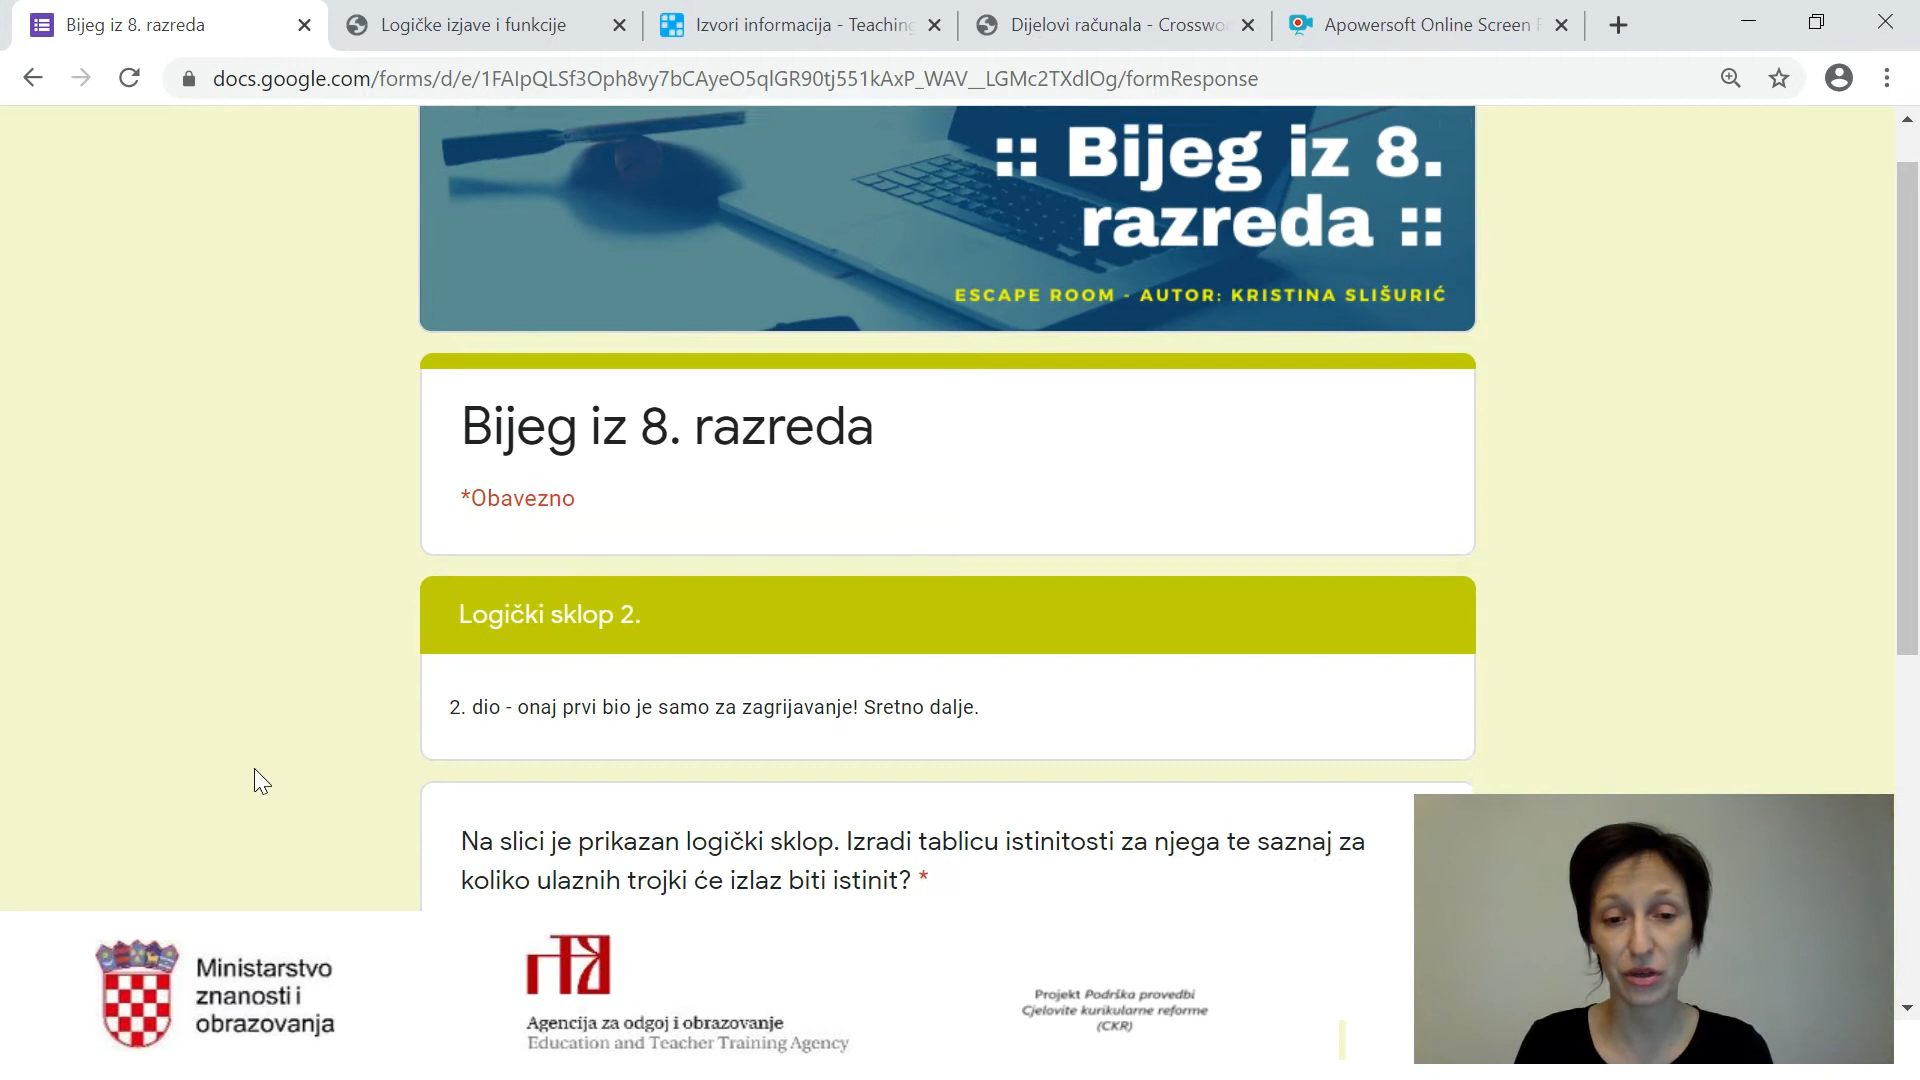 Bijeg iz 8. razreda
Logičke izjave i funkcije
Izvori informacija - Teaching
Dijelovi računala - Crosswo
Apowersoft Online Screen R
docs.google.com/forms/d/e/1FAIpQLSf3Oph8vy7bCAyeO5qlGR90tj551kAxP_WAV__LGMc2TXdlOg/formResponse
:: Bijeg iz 8.
razreda ::
ESCAPE ROOM - AUTOR: KRISTINA SLIŠURIĆ
Bijeg iz 8. razreda
*Obavezno
Logički sklop 2.
2. dio - onaj prvi bio je samo za zagrijavanje! Sretno dalje.
Na slici je prikazan logički sklop. Izradi tablicu istinitosti za njega te saznaj za
koliko ulaznih trojki će izlaz biti istinit? *
Ministarstvo
znanosti i
obrazovanja
Agencija za odgoj i obrazovanje
Education and Teacher Training Agency
Projekt Podrška provedbi
Cjelovite kurikularne reforme
(CKR)